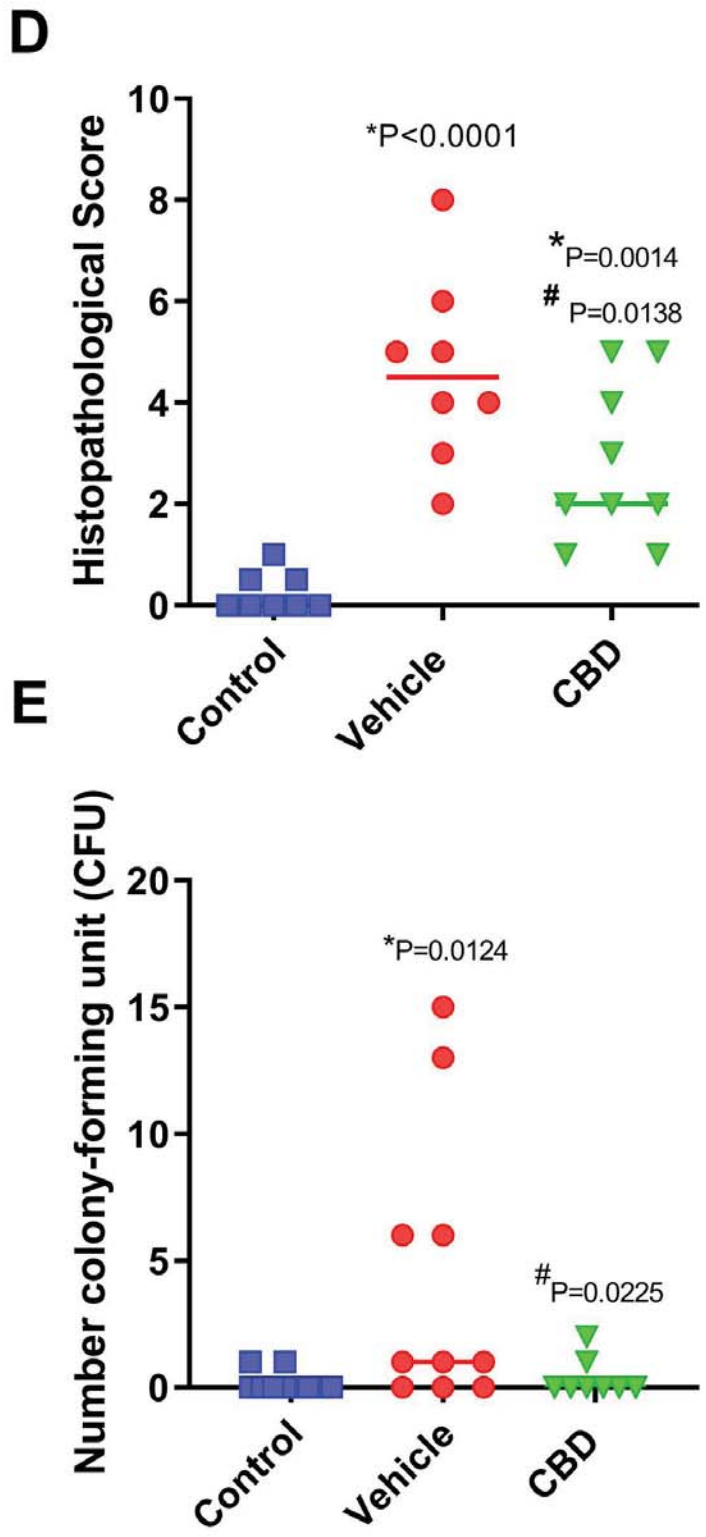 D
Histopathological Score
10
8
6
4
2
0
*P<0.0001
*P=0.0014
# P=0.0138
Control
Vehicle
CBD
E
Number colony-forming unit (CFU)
20
15
10
5
0
*P=0.0124
#P=0.0225
Control
Vehicle
CBD